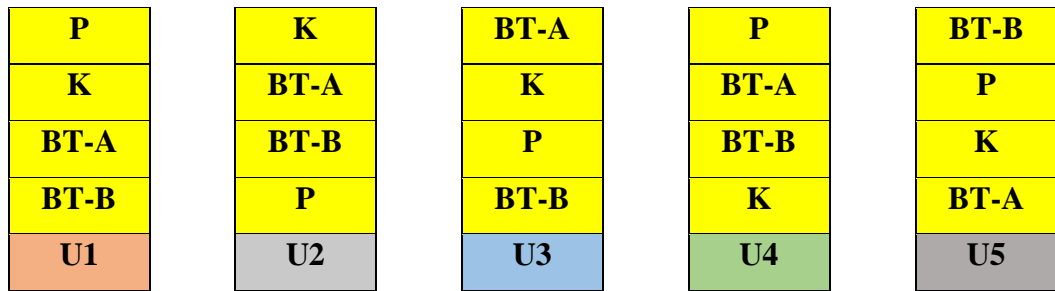 P K BT-A P BT-B
K BT-A K BT-A P
BT-A BT-B P BT-B K
BT-B P BT-B K BT-A
U1 U2 U3 U4 U5